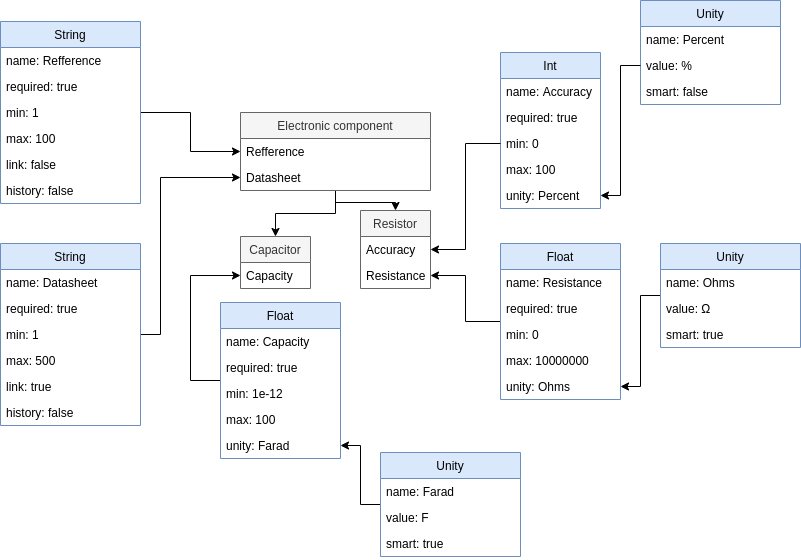 String
name: Refference
required: true
min: 1
max: 100
link: false
history: false
String
name: Datasheet
required: true
min: 1
max: 500
link: true
history: false
Electronic component
Refference
Datasheet
Capacitor
Capacity
Resistor
Accuracy
Resistance
Float
name: Capacity
required: true
min: 1e-12
max: 100
unity: Farad
Unity
name: Farad
value: F
smart: true
Int
name: Accuracy
required: true
min: 0
max: 100
unity: Percent
Unity
name: Percent
value: %
smart: false
Float
name: Resistance
required: true
min: 0
max: 10000000
unity: Ohms
Unity
name: Ohms
value: Ω
smart: true